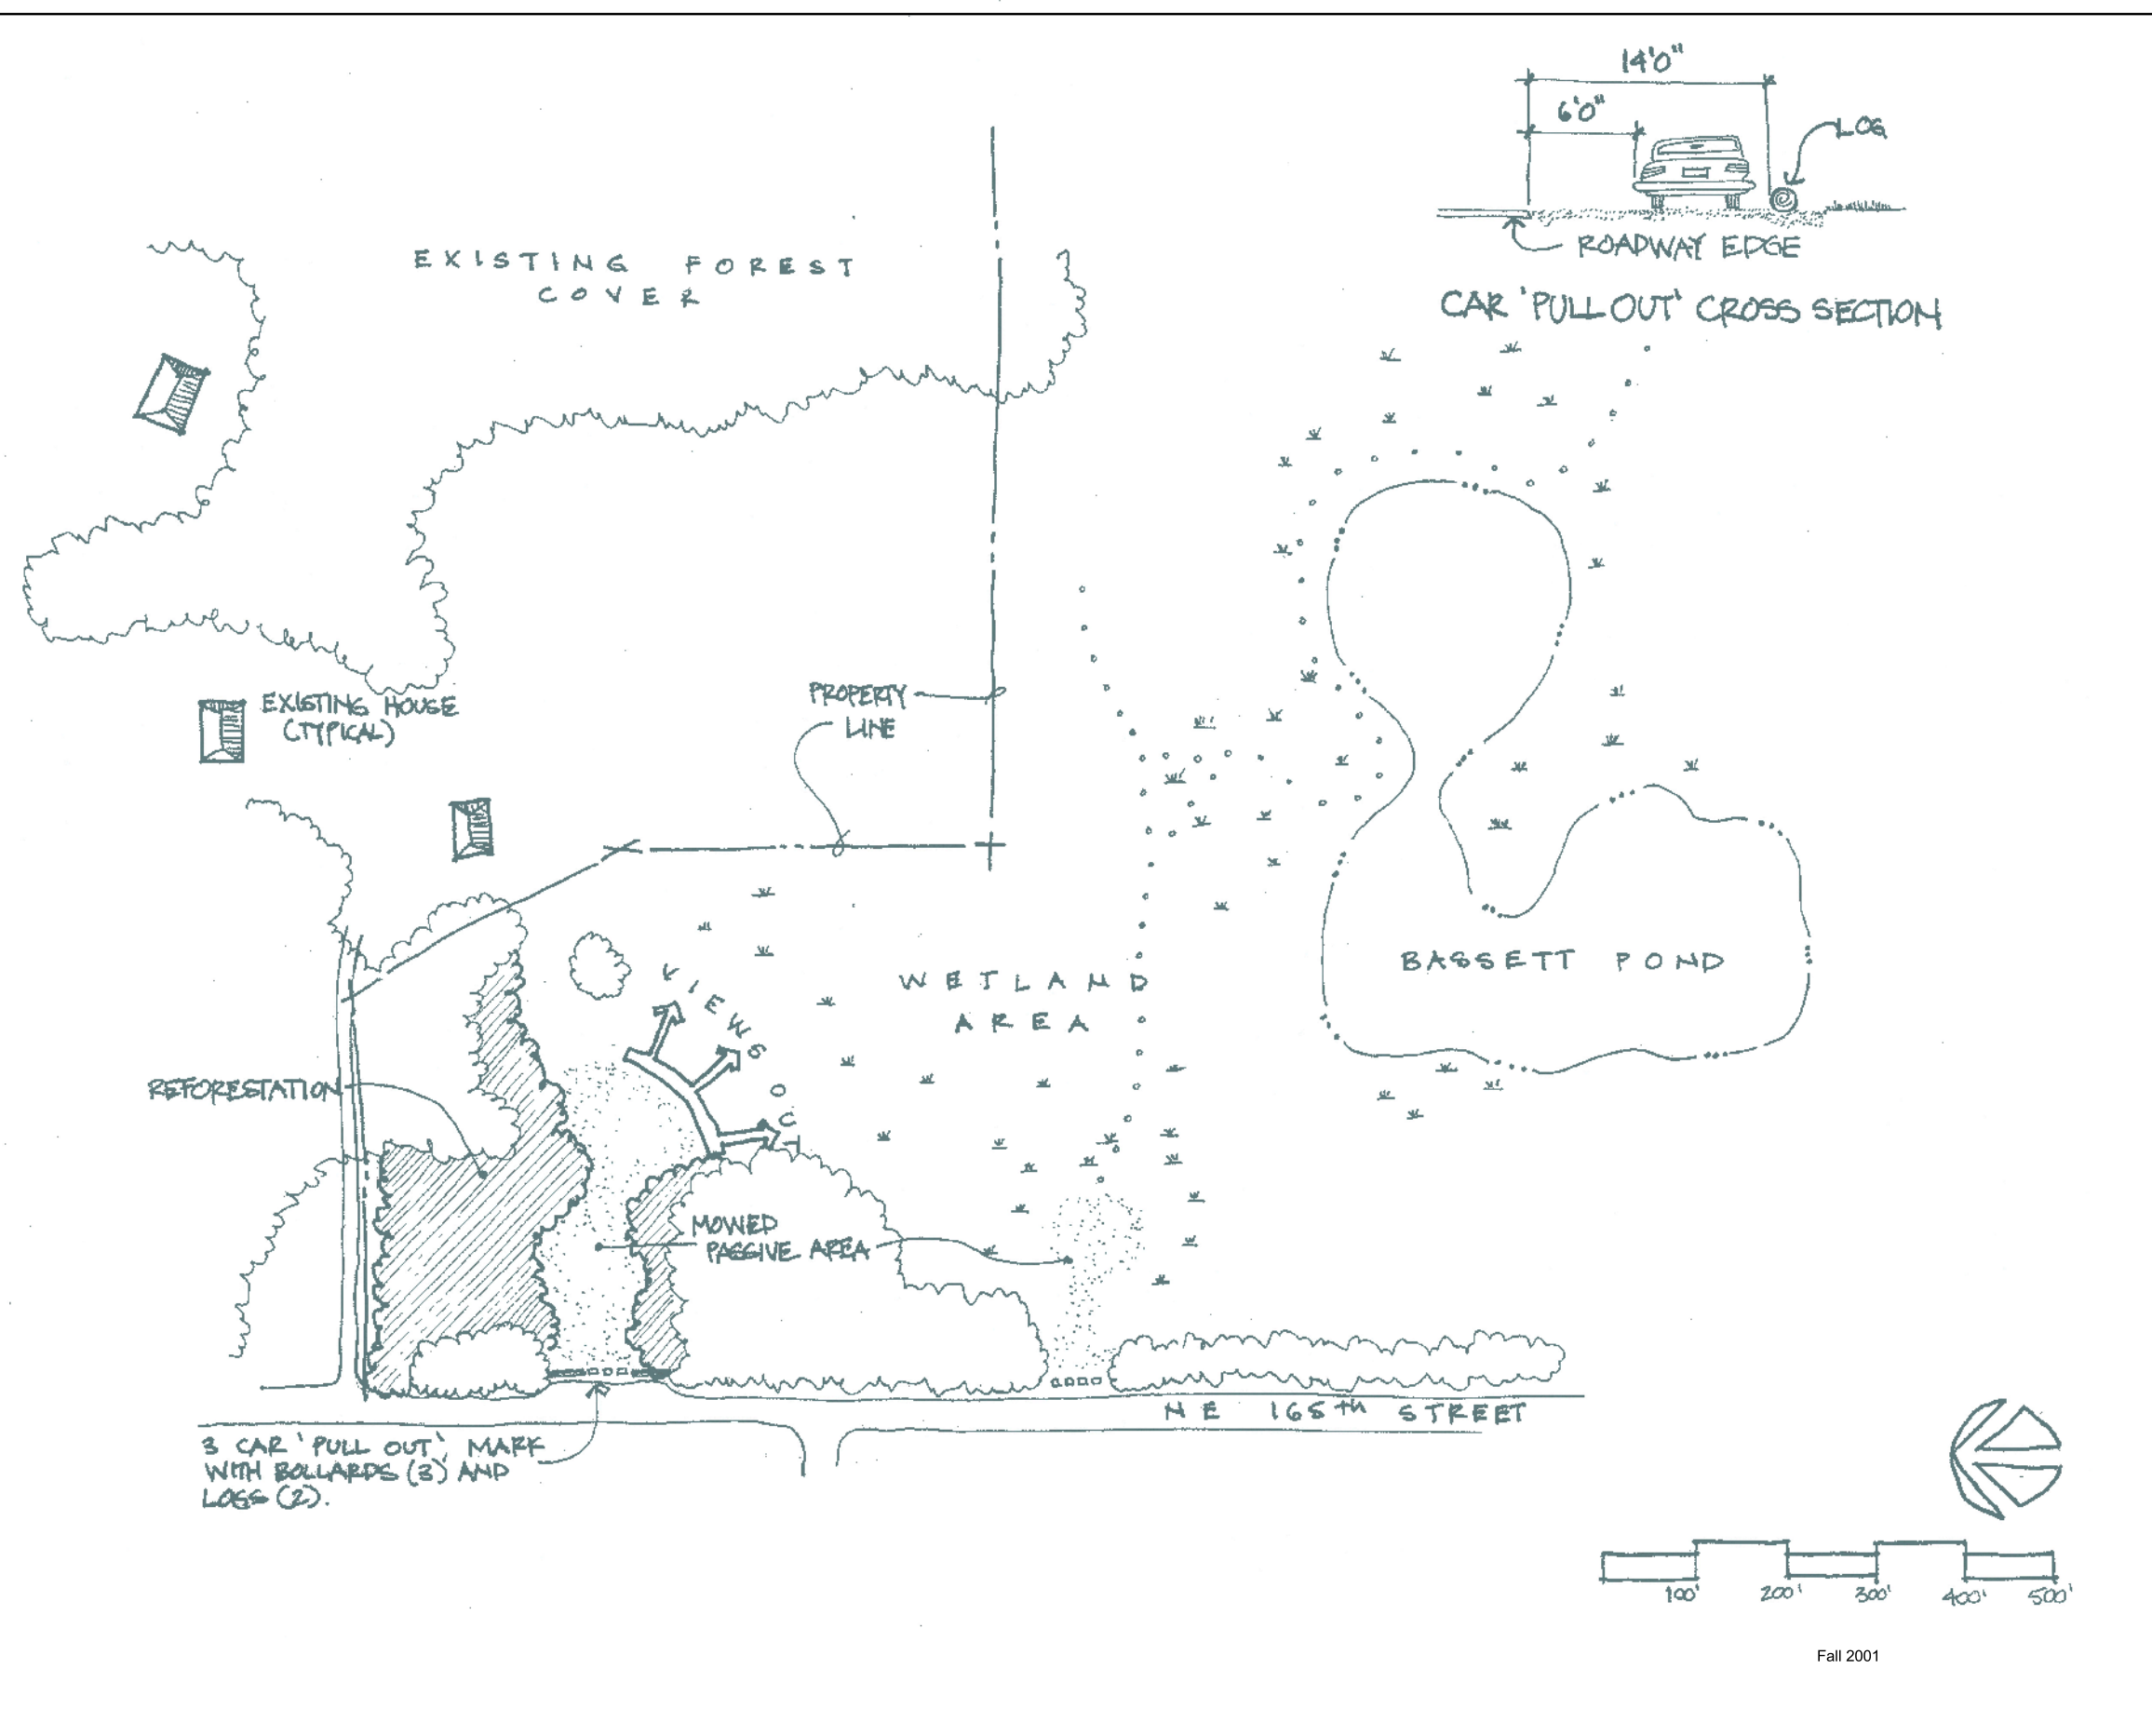 14'0"
6'0"
LOG
ROADWAY EDGE
CAR 'PULL OUT' CROSS SECTION
EXISTING FOREST
COVER
EXISTING HOUSE
(TYPICAL)
PROPERTY
LINE
BASSETT POND
WETLAND
AREA
VIEWS OUT
REFORESTATION
MOWED
PASSIVE AREA
NE 165th STREET
3 CAR 'PULL OUT' MARK
WITH BOLLARDS (3) AND
LOGS (2).
100' 200' 300' 400' 500'
Fall 2001